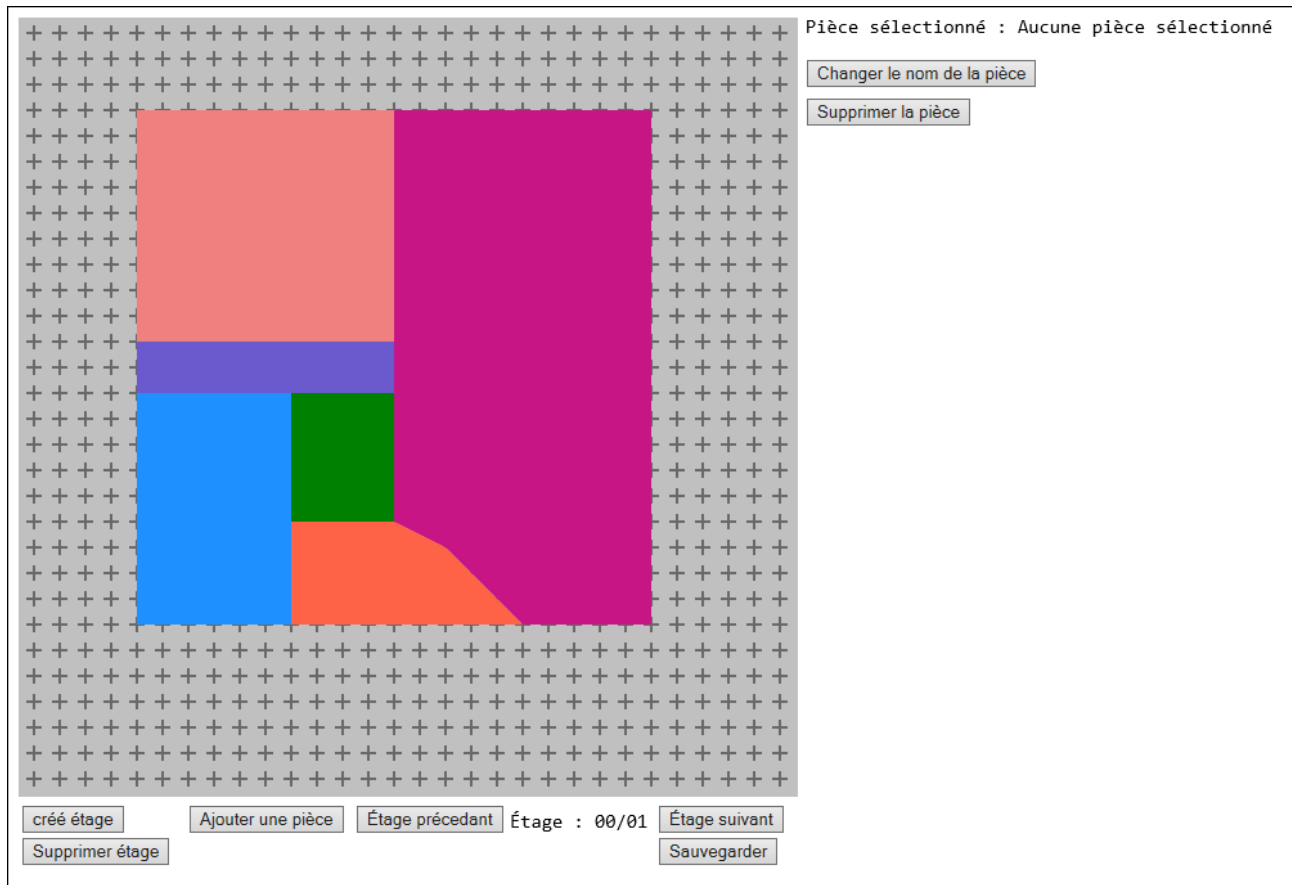 Pièce sélectionné : Aucune pièce sélectionné
Changer le nom de la pièce
Supprimer la pièce
créé étage
Ajouter une pièce
Étage précedant
Étage : 00/01
Étage suivant
Supprimer étage
Sauvegarder